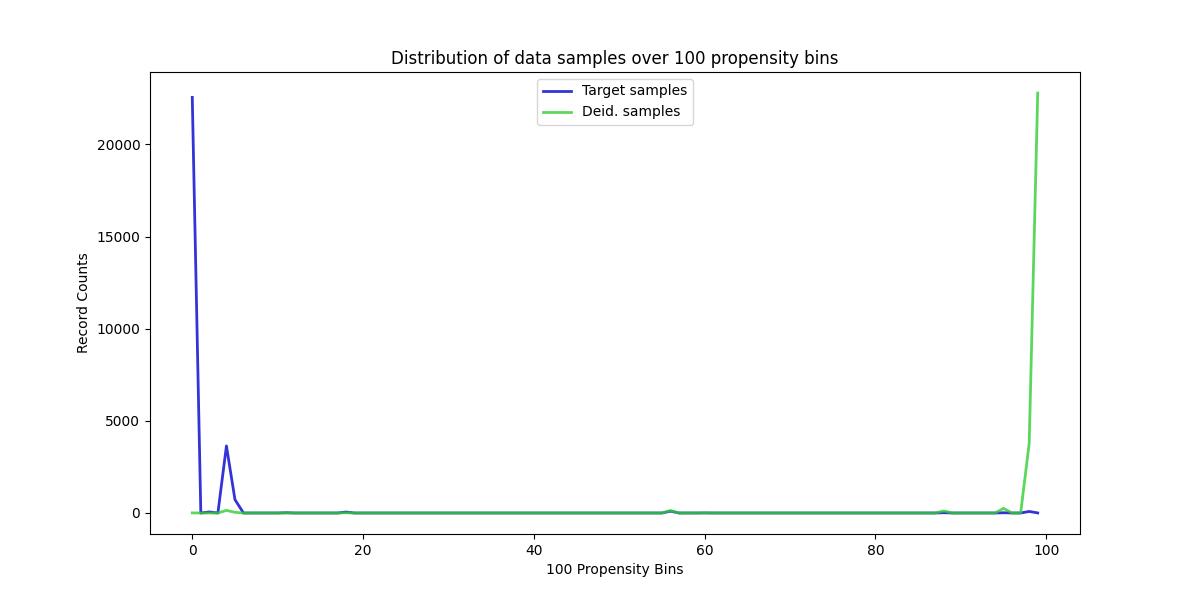 Distribution of data samples over 100 propensity bins
Target samples
Deid. samples
20000
15000
10000
5000
0
Record Counts
0 20 40 60 80 100
100 Propensity Bins